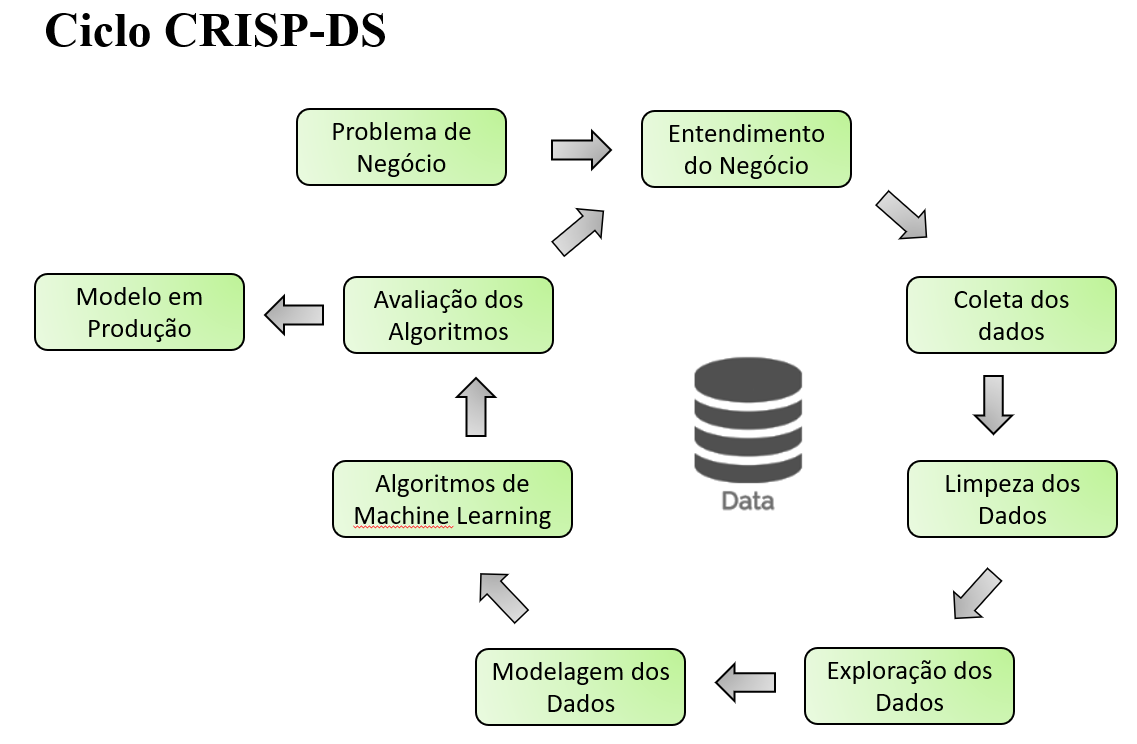 Ciclo CRISP-DS
Problema de
Negócio
Entendimento
do Negócio
Modelo em
Produção
Avaliação dos
Algoritmos
Coleta dos
dados
Algoritmos de
Machine Learning
Data
Limpeza dos
Dados
Modelagem dos
Dados
Exploração dos
Dados